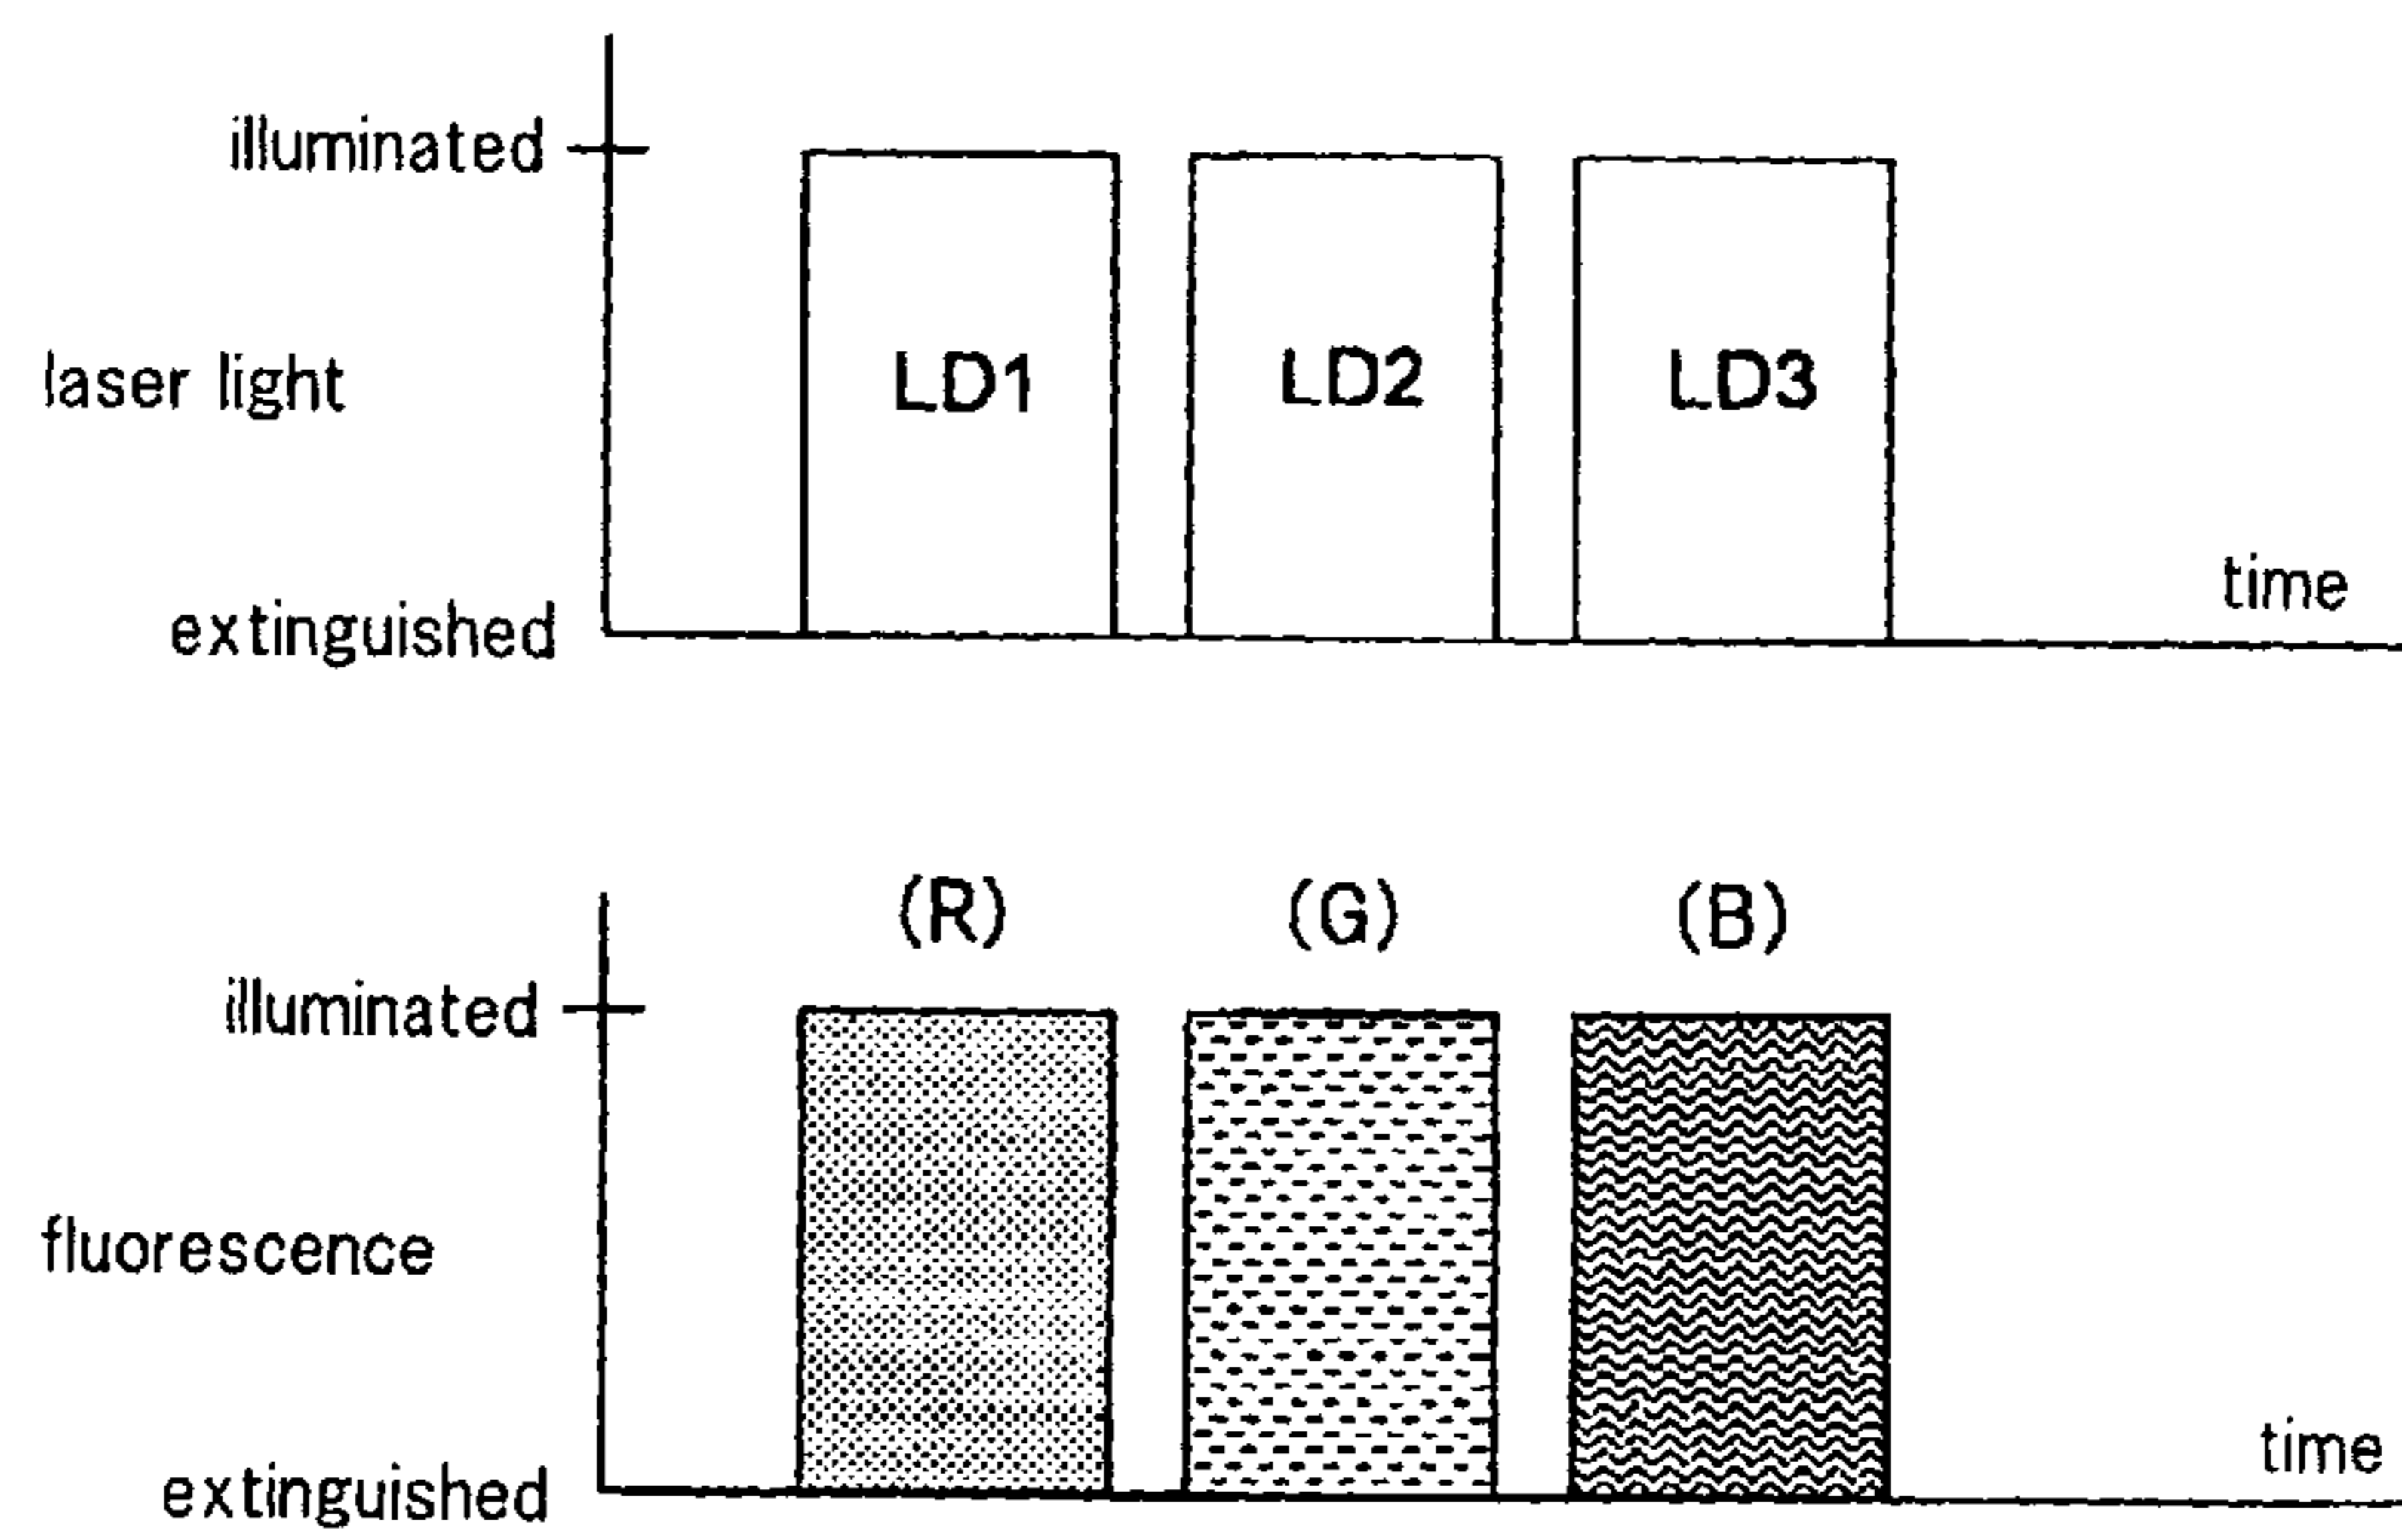 illuminated
laser light
LD1 LD2 LD3
time
extinguished
(R) (G) (B)
illuminated
fluorescence
time
extinguished